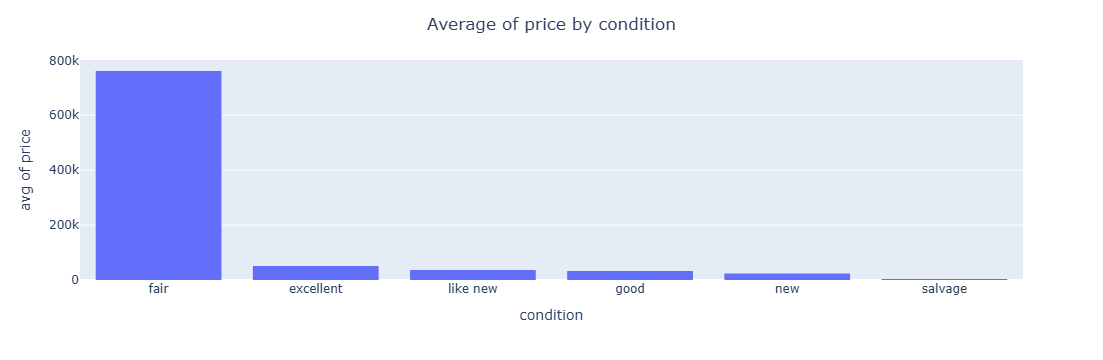 Average of price by condition
avg of price
800k
600k
400k
200k
0
fair excellent like new good new salvage
condition